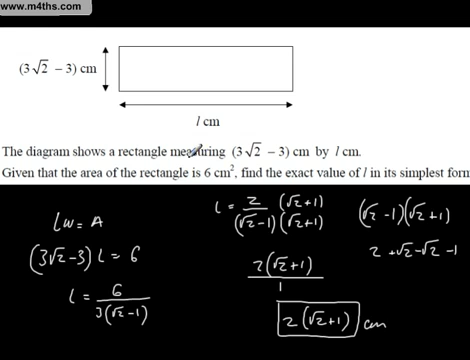 www.m4ths.com
(3√2 − 3) cm
l cm
The diagram shows a rectangle measuring (3√2 − 3) cm by l cm.
Given that the area of the rectangle is 6 cm², find the exact value of l in its simplest form
lw = A
(3√2−3) l = 6
l = 6 / 3(√2−1)
l = 2 (√2+1) / (√2−1)(√2+1)
2(√2+1) / 1
2(√2+1) cm
(√2−1)(√2+1)
2 +√2−√2 −1